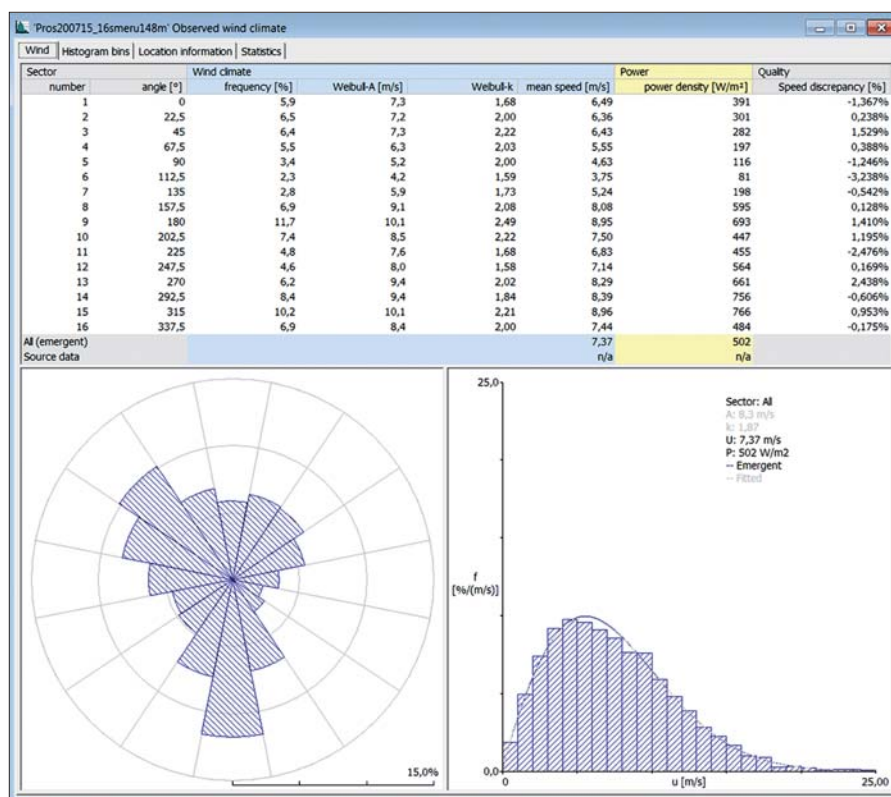 'Pros200715_16smeru148m' Observed wind climate
Wind Histogram bins Location information Statistics
Sector Wind climate Power Quality
number angle [°] frequency [%] Weibull-A [m/s] Weibull-k mean speed [m/s] power density [W/m²] Speed discrepancy [%]
1 0 5,9 7,3 1,68 6,49 391 -1,367%
2 22,5 6,5 7,2 2,00 6,36 301 0,238%
3 45 6,4 7,3 2,22 6,43 282 1,529%
4 67,5 5,5 6,3 2,03 5,55 197 0,388%
5 90 3,4 5,2 2,00 4,63 116 -1,246%
6 112,5 2,3 4,2 1,59 3,75 81 -3,238%
7 135 2,8 5,9 1,73 5,24 198 -0,542%
8 157,5 6,9 9,1 2,08 8,08 595 0,128%
9 180 11,7 10,1 2,49 8,95 693 1,410%
10 202,5 7,4 8,5 2,22 7,50 447 1,195%
11 225 4,8 7,6 1,68 6,83 455 -2,476%
12 247,5 4,6 8,0 1,58 7,14 564 0,169%
13 270 6,2 9,4 2,02 8,29 661 2,438%
14 292,5 8,4 9,4 1,84 8,39 756 -0,606%
15 315 10,2 10,1 2,21 8,96 766 0,953%
16 337,5 6,9 8,4 2,00 7,44 484 -0,175%
All (emergent) 7,37 502
Source data n/a n/a
15,0%
25,0
Sector: All
A: 8,3 m/s
k: 1,87
U: 7,37 m/s
P: 502 W/m2
-- Emergent
-- Fitted
f
[%/(m/s)]
0,0
0 u [m/s] 25,00